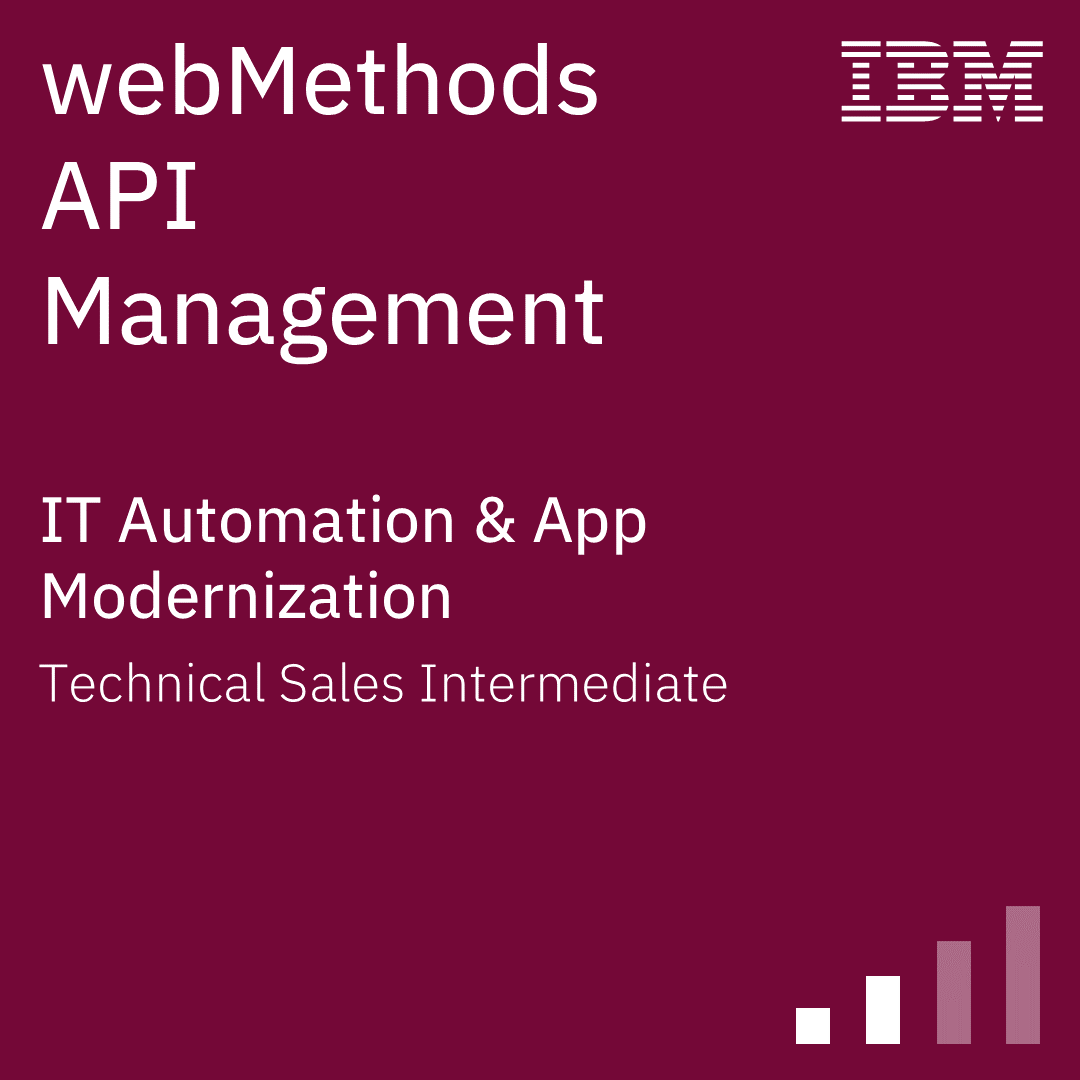 webMethods
IBM
API
Management
IT Automation & App
Modernization
Technical Sales Intermediate